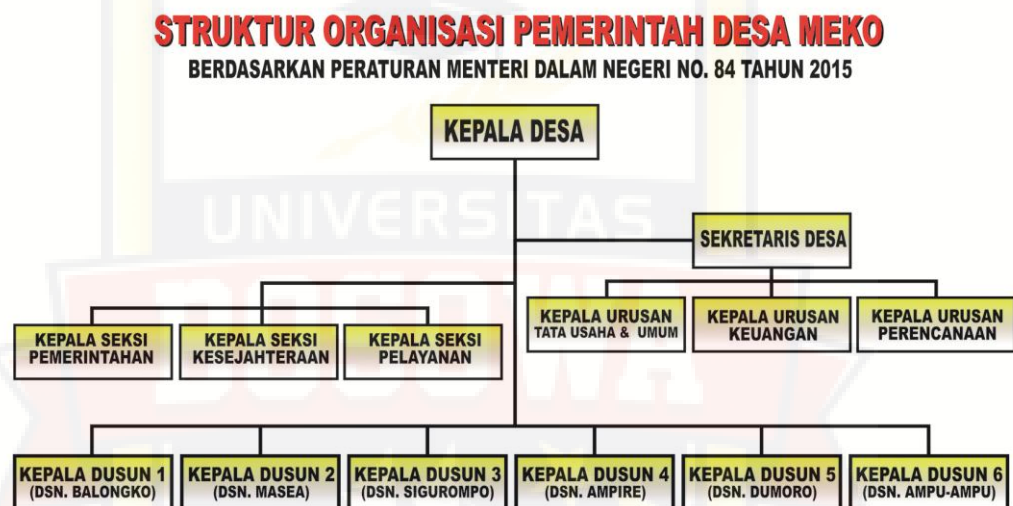 STRUKTUR ORGANISASI PEMERINTAH DESA MEKO
BERDASARKAN PERATURAN MENTERI DALAM NEGERI NO. 84 TAHUN 2015
KEPALA DESA
UNIVERSITAS
SEKRETARIS DESA
KEPALA SEKSI
PEMERINTAHAN
KEPALA SEKSI
KESEJAHTERAAN
KEPALA SEKSI
PELAYANAN
KEPALA URUSAN
TATA USAHA & UMUM
KEPALA URUSAN
KEUANGAN
KEPALA URUSAN
PERENCANAAN
BOSOWA
KEPALA DUSUN 1
(DSN. BALONGKO)
KEPALA DUSUN 2
(DSN. MASEA)
KEPALA DUSUN 3
(DSN. SIGUROMPO)
KEPALA DUSUN 4
(DSN. AMPIRE)
KEPALA DUSUN 5
(DSN. DUMORO)
KEPALA DUSUN 6
(DSN. AMPU-AMPU)